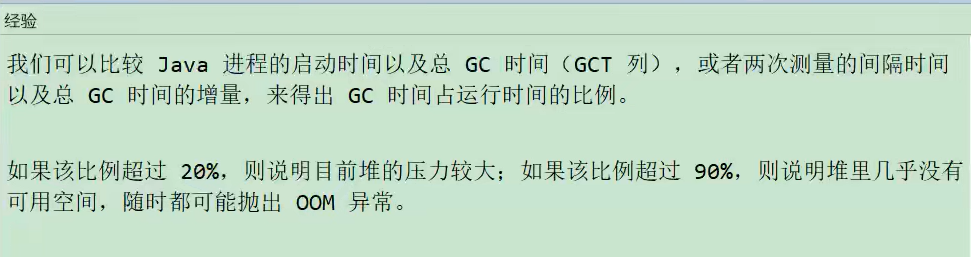 经验
我们可以比较 Java 进程的启动时间以及总 GC 时间（GCT 列），或者两次测量的间隔时间
以及总 GC 时间的增量，来得出 GC 时间占运行时间的比例。
如果该比例超过 20%，则说明目前堆的压力较大；如果该比例超过 90%，则说明堆里几乎没有
可用空间，随时都可能抛出 OOM 异常。